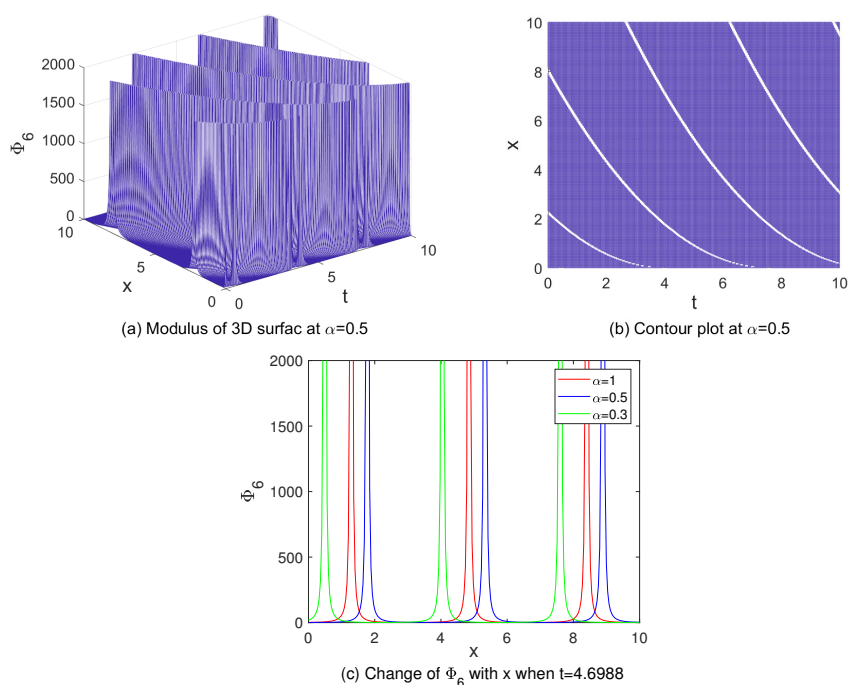 2000
1500
1000
500
0
Φ6
10
5
0
x
0
5
10
t
(a) Modulus of 3D surfac at α=0.5
10
8
6
4
2
0
x
0 2 4 6 8 10
t
(b) Contour plot at α=0.5
2000
1500
1000
500
0
Φ6
α=1
α=0.5
α=0.3
0 2 4 6 8 10
x
(c) Change of Φ6 with x when t=4.6988